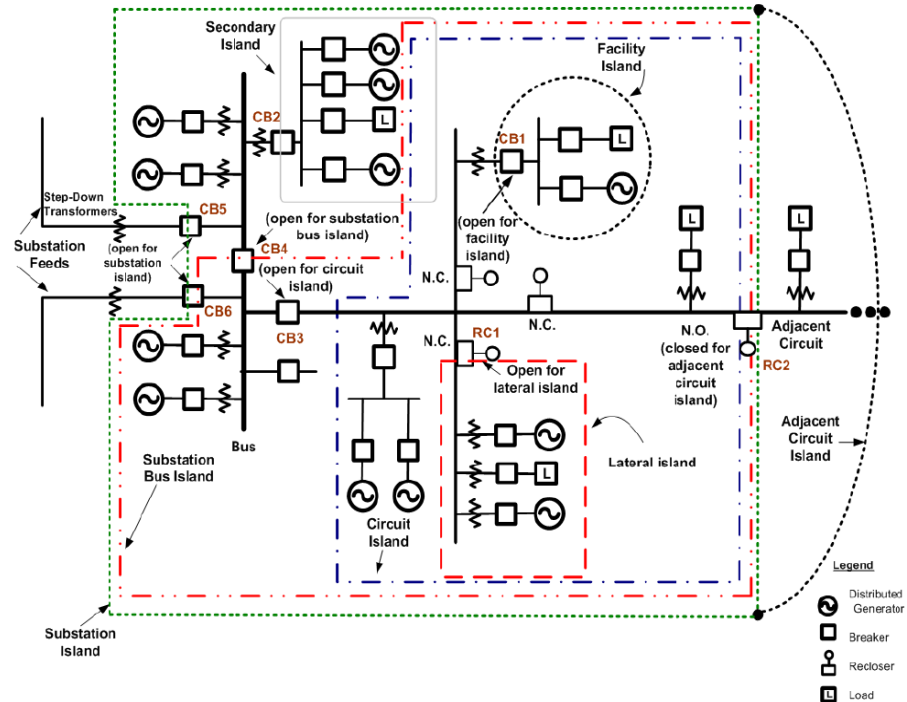 Secondary
Island
Facility
Island
CB2
L
CB1
L
Step-Down
Transformers
CB5
(open for substation
bus island)
(open for
facility
island)
L
L
Substation
Feeds
(open for
substation
island)
CB4
(open for circuit
island)
N.C.
CB6
CB3
N.C.
RC1
N.C.
N.O.
(closed for
adjacent
circuit
island)
Adjacent
Circuit
RC2
Open for
lateral island
Bus
Adjacent
Circuit
Island
Substation
Bus Island
L
Lateral island
Circuit
Island
Substation
Island
Legend
Distributed
Generator
Breaker
Recloser
L
Load